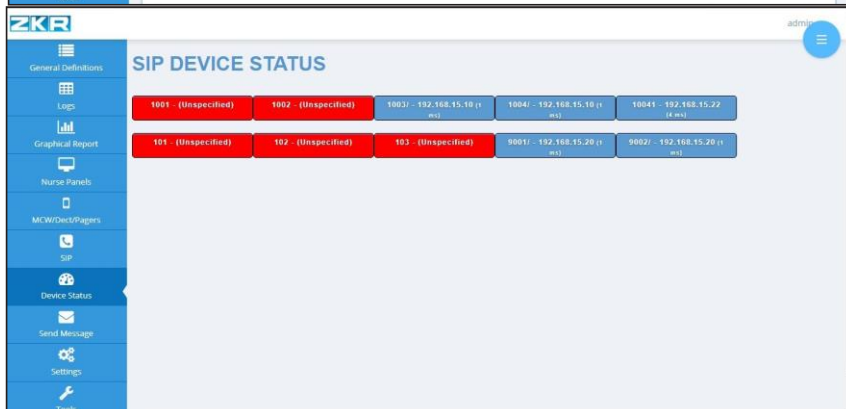 ZKR
admin
General Definitions
Logs
Graphical Report
Nurse Panels
MCW/Dect/Pagers
SIP
Device Status
Send Message
Settings
Tools
SIP DEVICE STATUS
1001 - (Unspecified)
1002 - (Unspecified)
1003/ - 192.168.15.10 (1
ms)
1004/ - 192.168.15.10 (1
ms)
10041 - 192.168.15.22
(4 ms)
101 - (Unspecified)
102 - (Unspecified)
103 - (Unspecified)
9001/ - 192.168.15.20 (1
ms)
9002/ - 192.168.15.20 (1
ms)